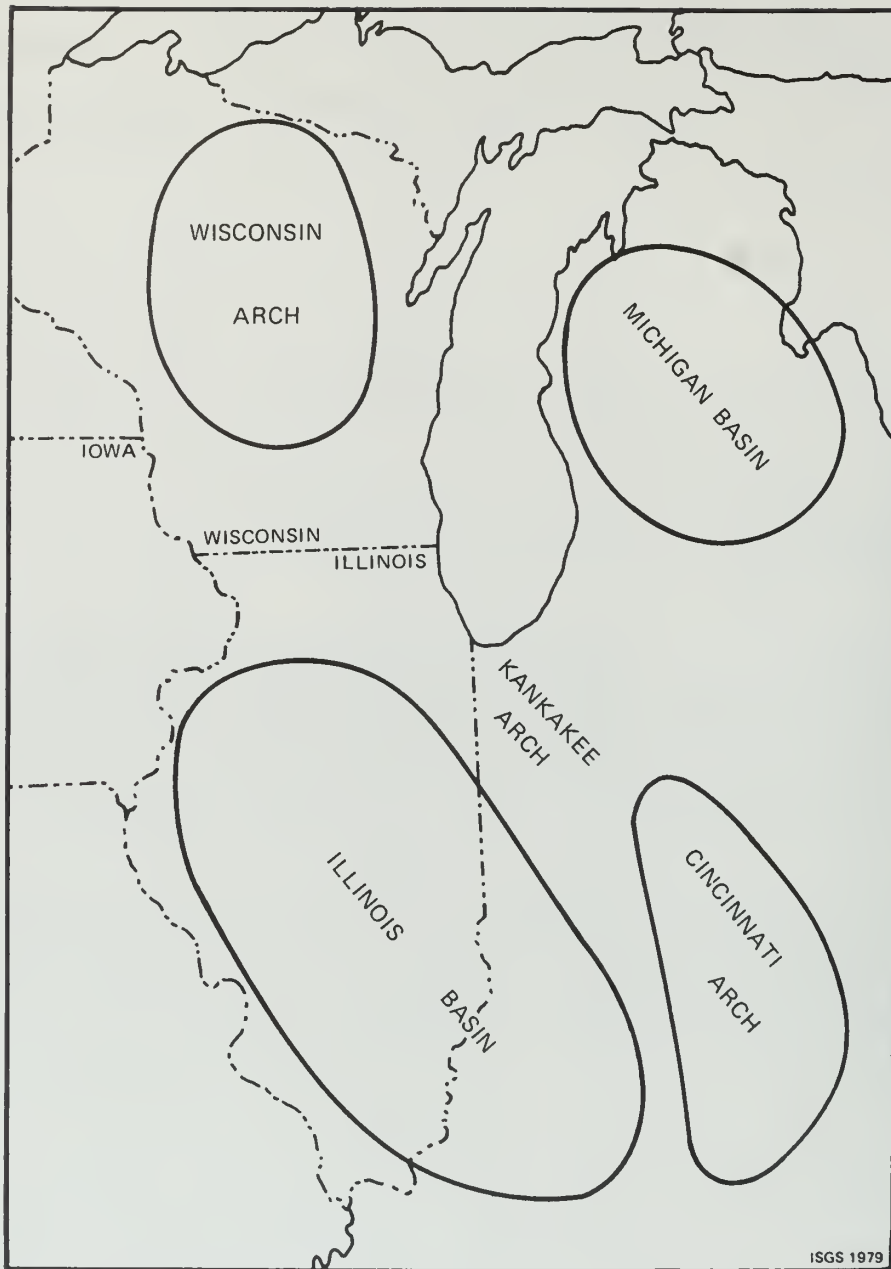 WISCONSIN
ARCH
MICHIGAN BASIN
IOWA
WISCONSIN
ILLINOIS
KANKAKEE
ARCH
ILLINOIS
BASIN
CINCINNATI
ARCH
ISGS 1979